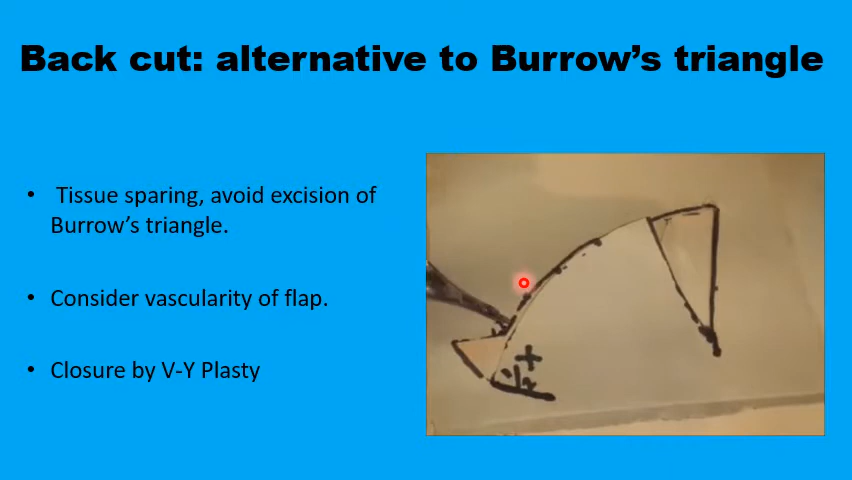 Back cut: alternative to Burrow’s triangle
• Tissue sparing, avoid excision of
Burrow’s triangle.
• Consider vascularity of flap.
• Closure by V-Y Plasty